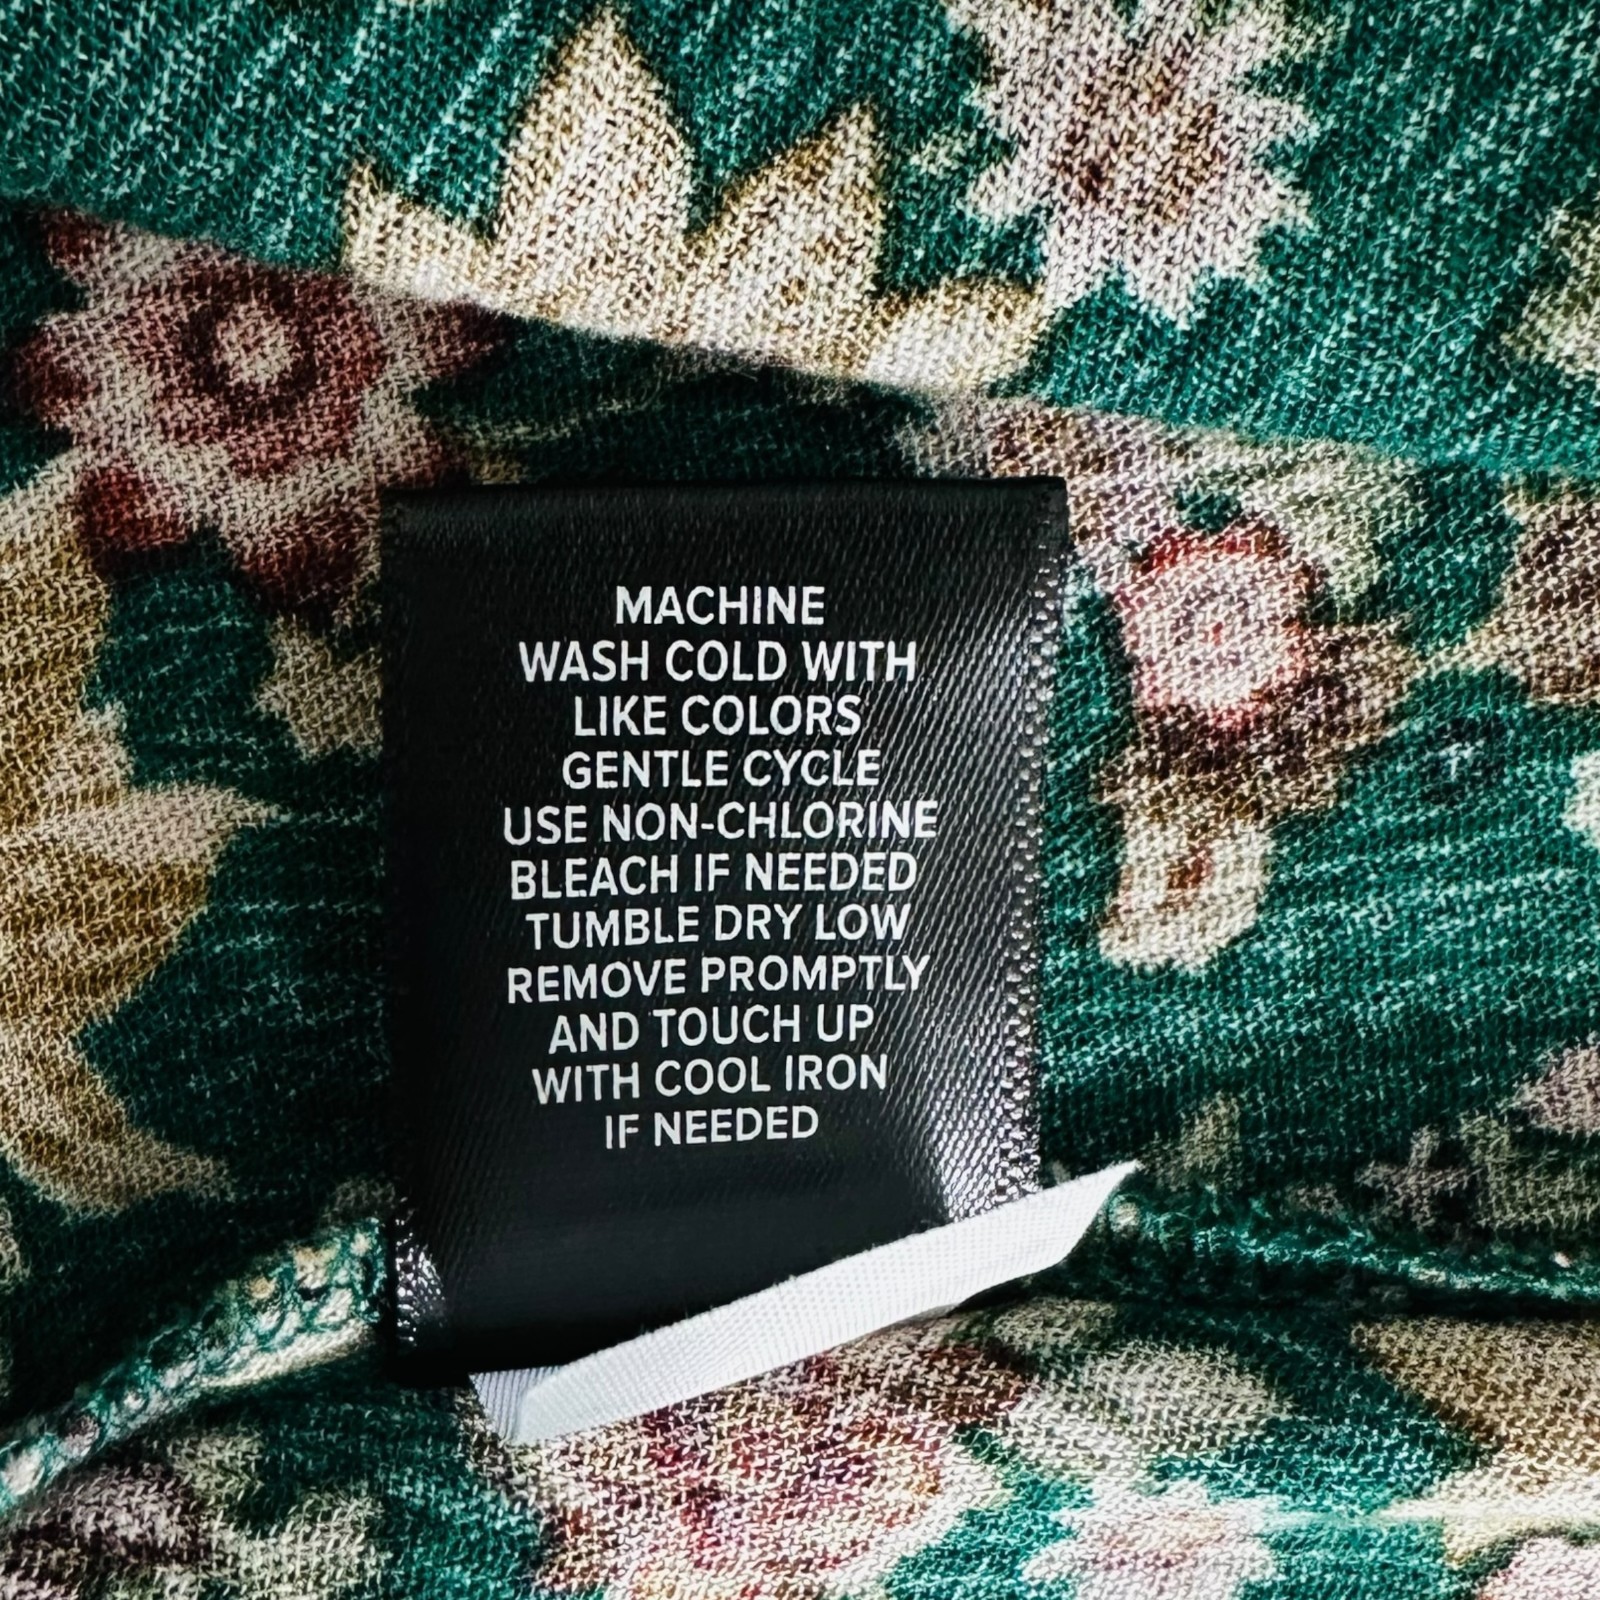 MACHINE
WASH COLD WITH
LIKE COLORS
GENTLE CYCLE
USE NON-CHLORINE
BLEACH IF NEEDED
TUMBLE DRY LOW
REMOVE PROMPTLY
AND TOUCH UP
WITH COOL IRON
IF NEEDED